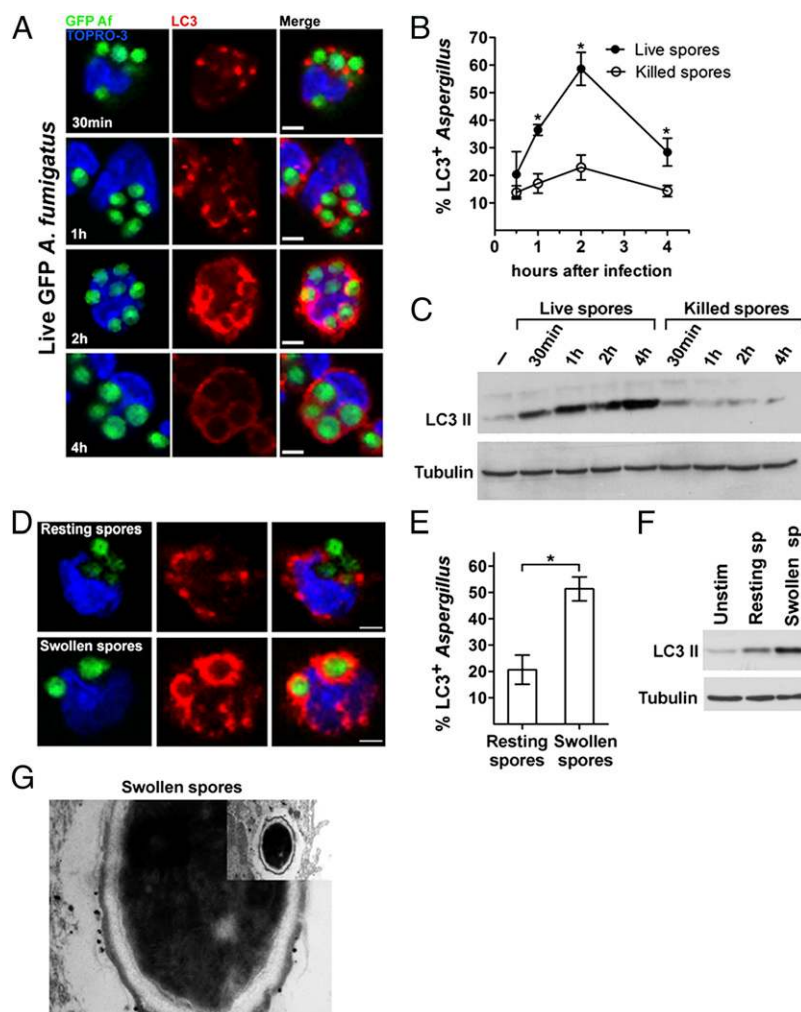 A
GFP Af
TOPRO-3
LC3
Merge
Live GFP A. fumigatus
30min
1h
2h
4h
B
% LC3+ Aspergillus
70
60
50
40
30
20
10
0 1 2 3 4
hours after infection
Live spores
Killed spores
*
*
*
C
Live spores
Killed spores
– 30min 1h 2h 4h 30min 1h 2h 4h
LC3 II
Tubulin
D
Resting spores
Swollen spores
E
% LC3+ Aspergillus
60
50
40
30
20
10
*
Resting spores
Swollen spores
F
Unstim
Resting sp
Swollen sp
LC3 II
Tubulin
G
Swollen spores